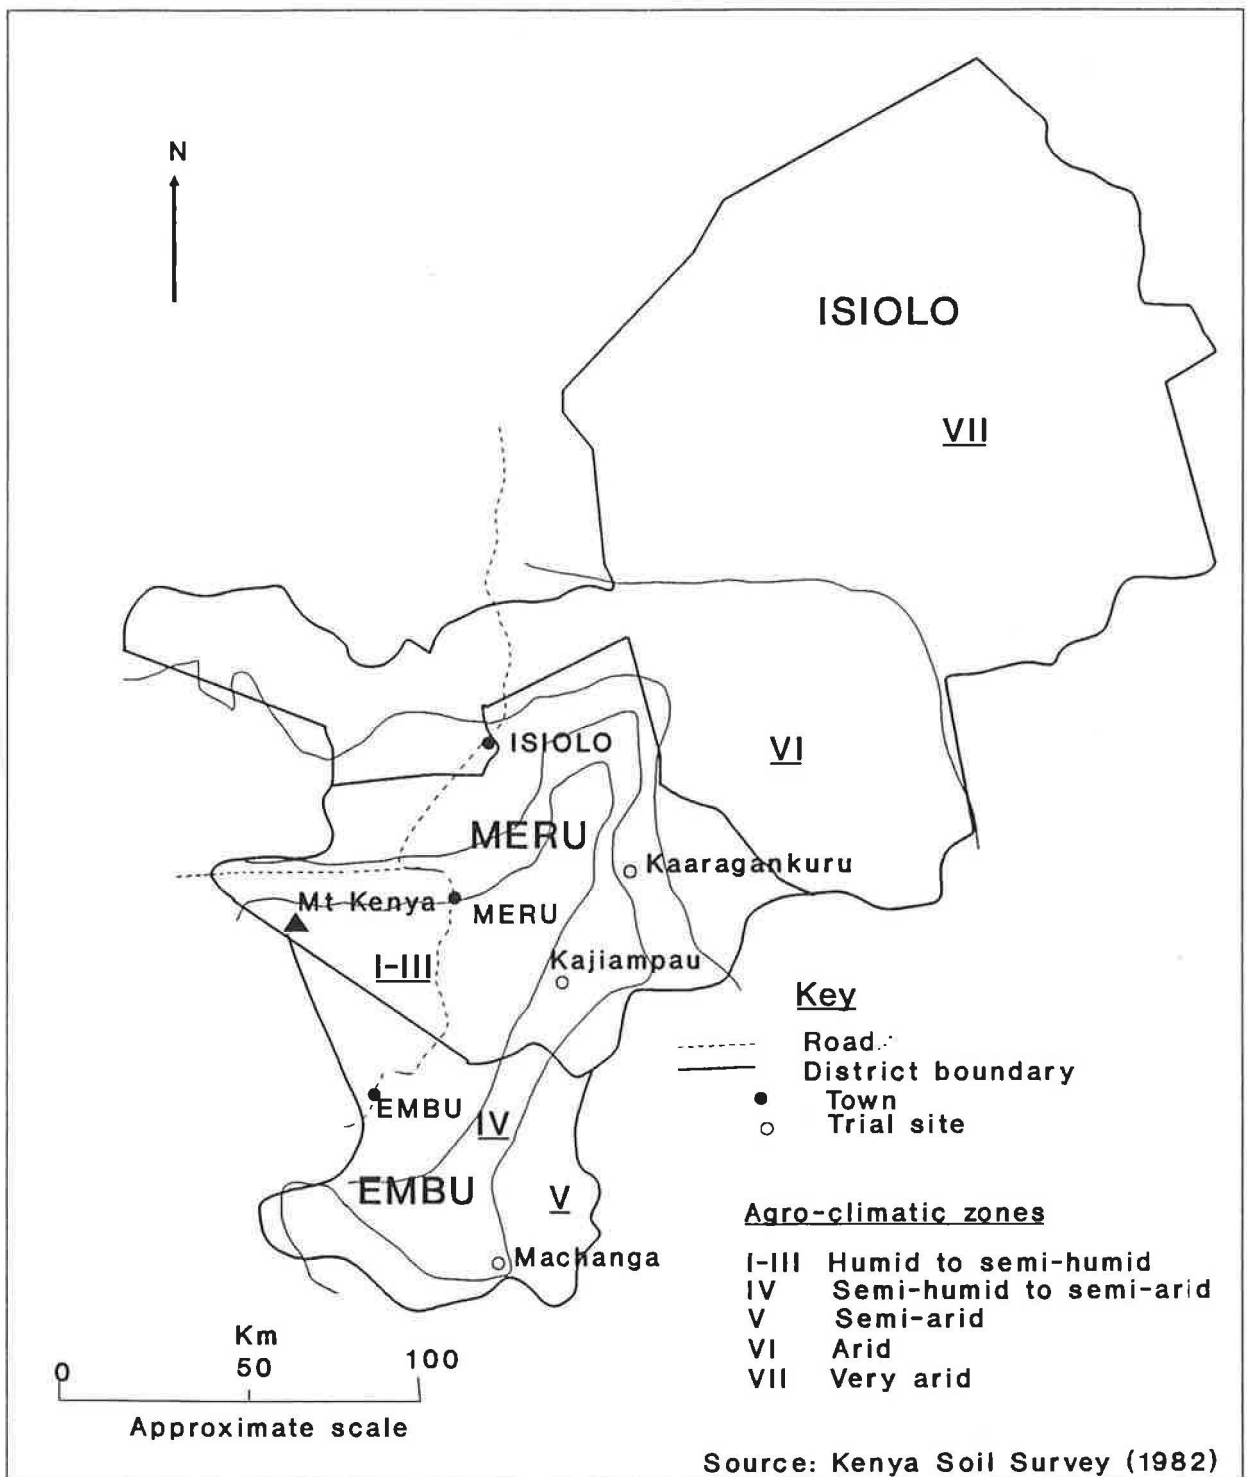 N
ISIOLO
VII
ISIOLO
VI
MERU
Kaaragankuru
Mt Kenya
MERU
I-III
Kajiampau
Key
Road
District boundary
Town
Trial site
EMBU
IV
EMBU
V
Machanga
Agro-climatic zones
I-III Humid to semi-humid
IV Semi-humid to semi-arid
V Semi-arid
VI Arid
VII Very arid
Km
0 50 100
Approximate scale
Source: Kenya Soil Survey (1982)